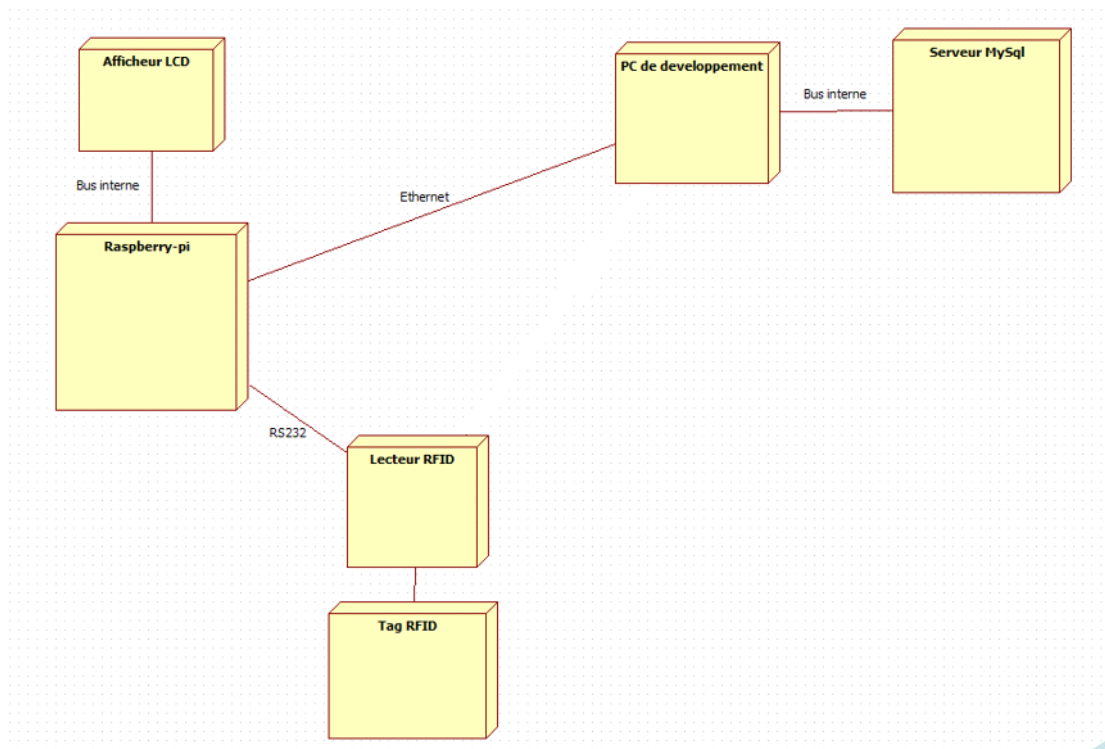 Afficheur LCD
PC de developpement
Serveur MySql
Bus interne
Bus interne
Ethernet
Raspberry-pi
RS232
Lecteur RFID
Tag RFID